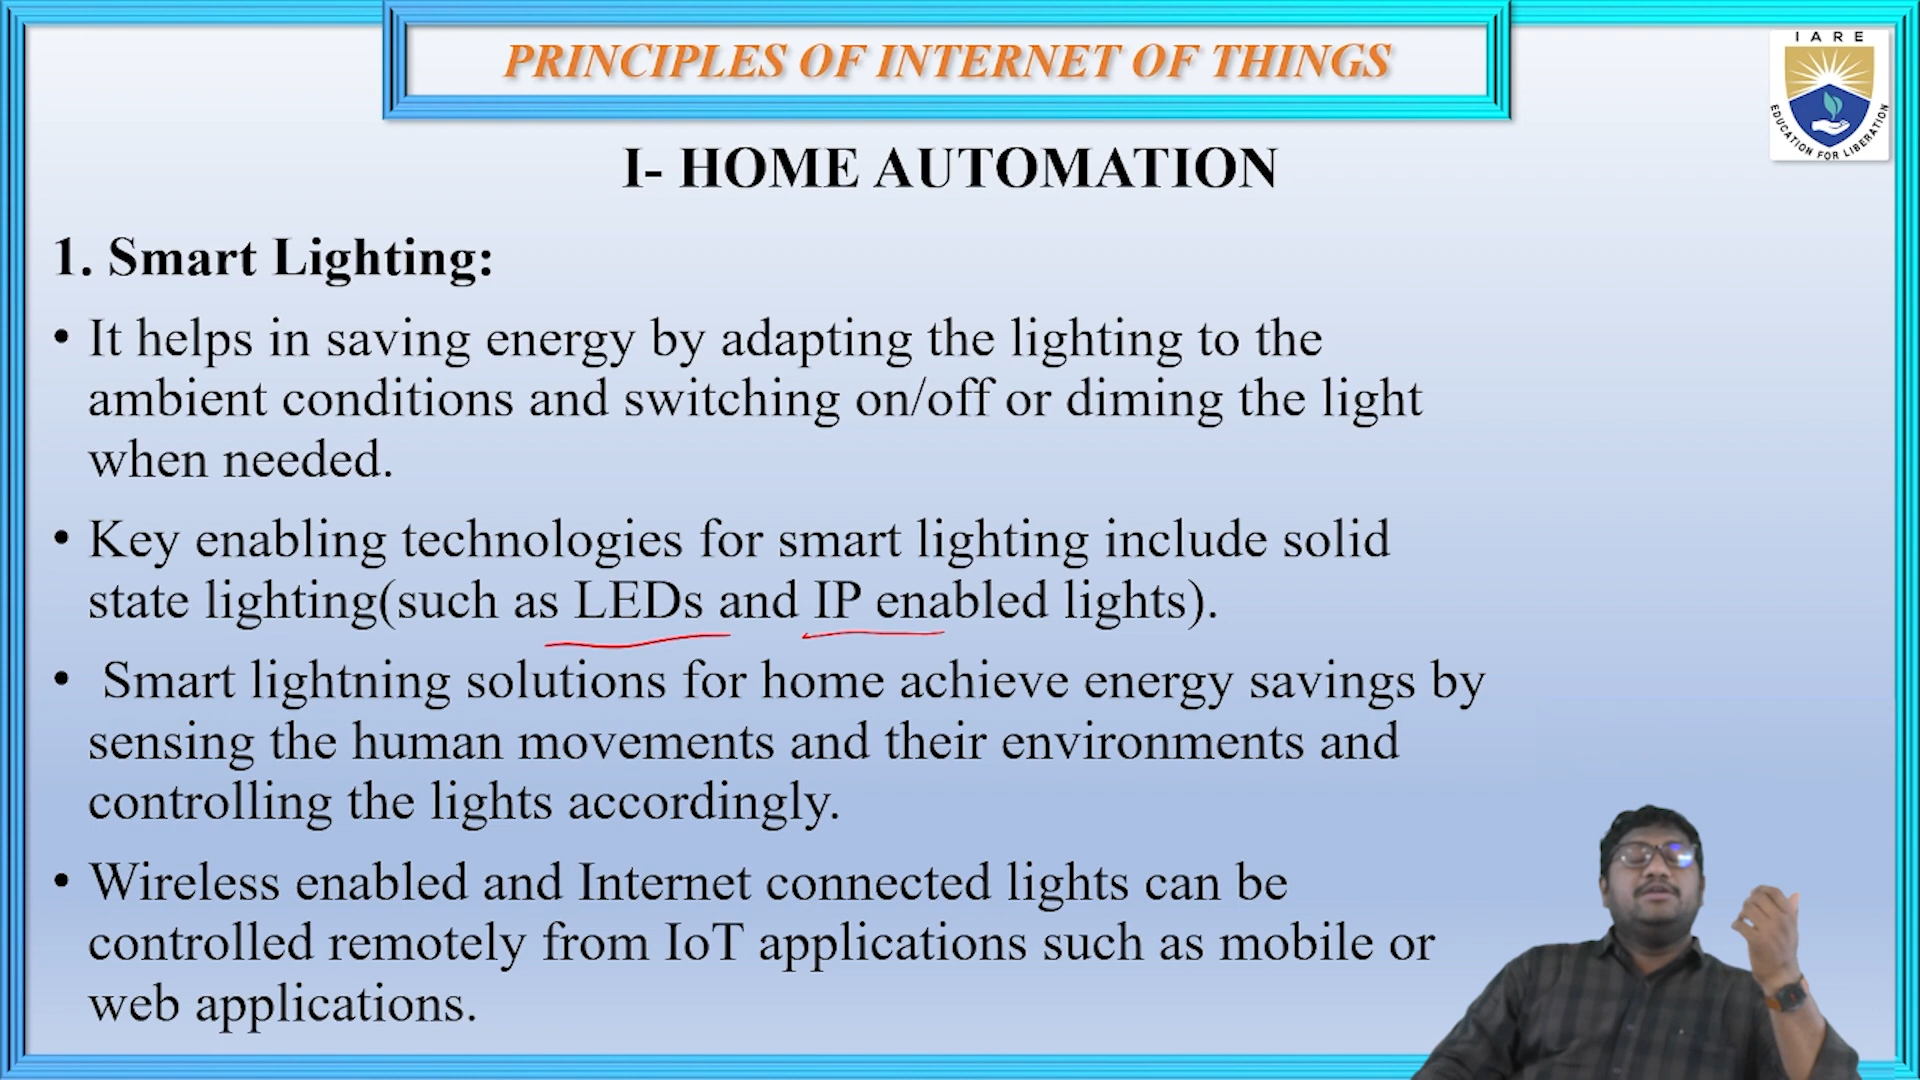 PRINCIPLES OF INTERNET OF THINGS
IARE
EDUCATION FOR LIBERATION
I- HOME AUTOMATION
1. Smart Lighting:
• It helps in saving energy by adapting the lighting to the
ambient conditions and switching on/off or diming the light
when needed.
• Key enabling technologies for smart lighting include solid
state lighting(such as LEDs and IP enabled lights).
• Smart lightning solutions for home achieve energy savings by
sensing the human movements and their environments and
controlling the lights accordingly.
• Wireless enabled and Internet connected lights can be
controlled remotely from IoT applications such as mobile or
web applications.